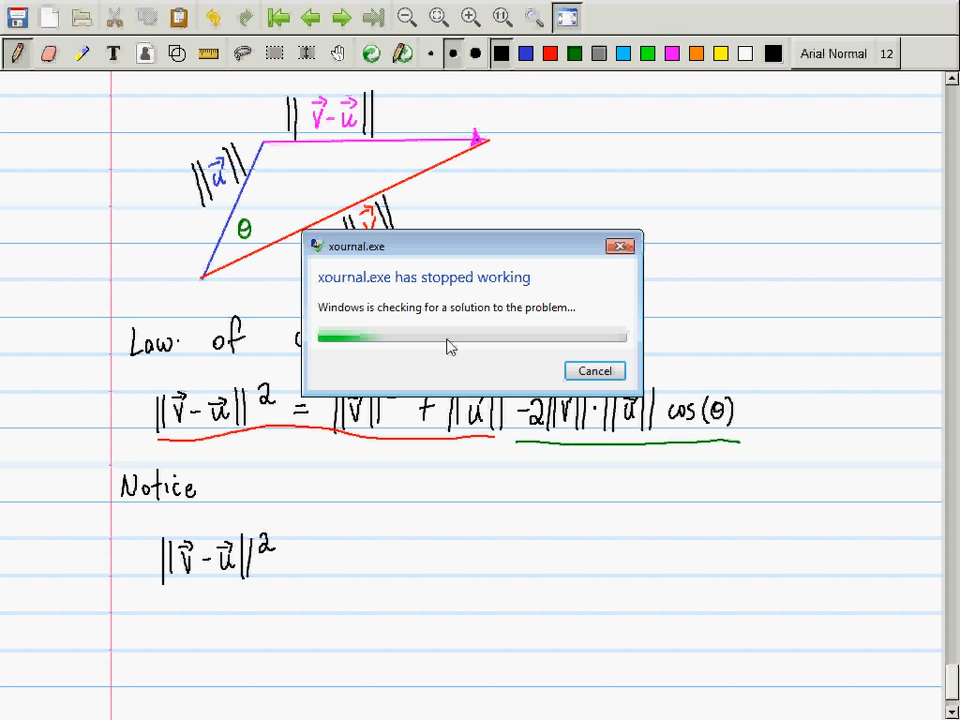 Arial Normal 12
||v⃗-u⃗||
||u⃗||
θ
||v⃗||
xournal.exe
xournal.exe has stopped working
Windows is checking for a solution to the problem...
Cancel
Law of
||v⃗-u⃗||² = ||v⃗|| + ||u⃗|| -2||v⃗||·||u⃗|| cos(θ)
Notice
||v⃗-u⃗||²